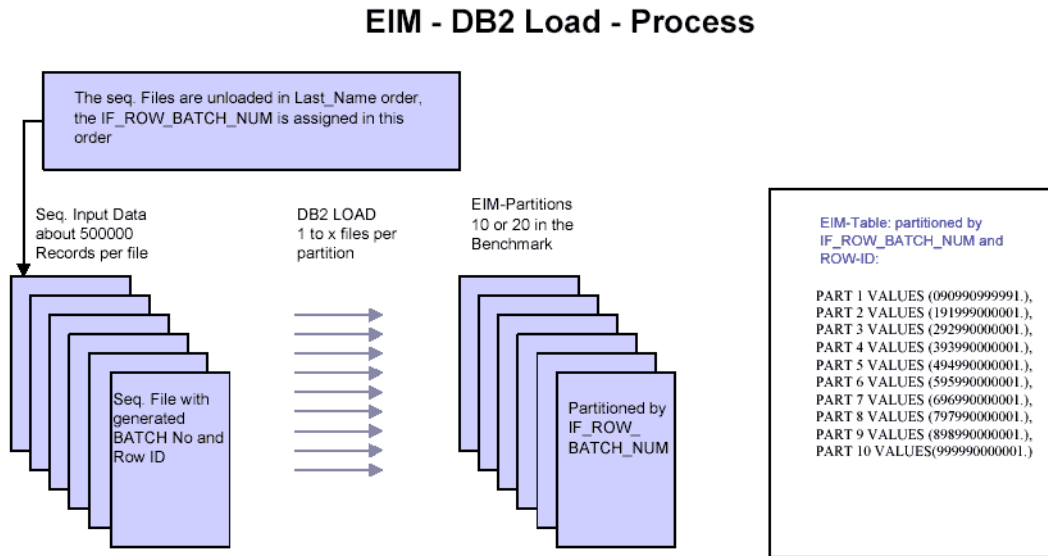 EIM - DB2 Load - Process
The seq. Files are unloaded in Last_Name order,
the IF_ROW_BATCH_NUM is assigned in this
order
Seq. Input Data
about 500000
Records per file
DB2 LOAD
1 to x files per
partition
EIM-Partitions
10 or 20 in the
Benchmark
Seq. File with
generated
BATCH No and
Row ID
Partitioned by
IF_ROW_
BATCH_NUM
EIM-Table: partitioned by
IF_ROW_BATCH_NUM and
ROW-ID:
PART 1 VALUES (090990999991.),
PART 2 VALUES (191999000001.),
PART 3 VALUES (292990000001.),
PART 4 VALUES (393990000001.),
PART 5 VALUES (494990000001.),
PART 6 VALUES (595990000001.),
PART 7 VALUES (696990000001.),
PART 8 VALUES (797990000001.),
PART 9 VALUES (898990000001.),
PART 10 VALUES(999990000001.)